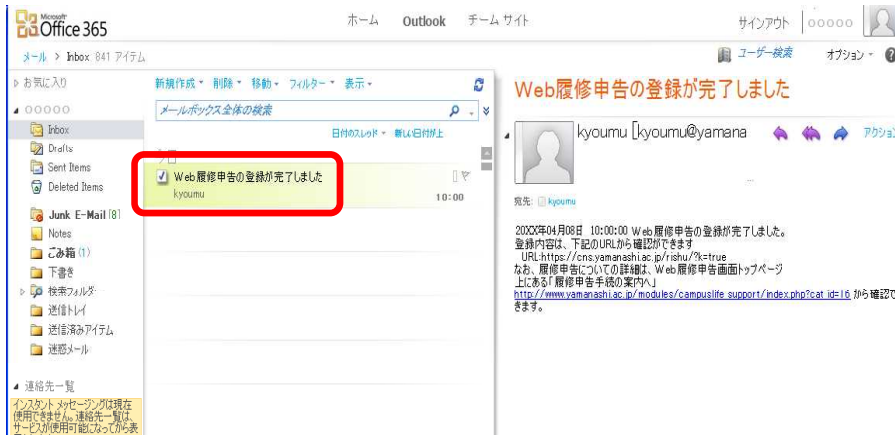 Microsoft
Office 365
ホーム Outlook チーム サイト
サインアウト ○○○○○
メール > Inbox 841 アイテム
ユーザー検索 オプション
お気に入り
○○○○○
Inbox
Drafts
Sent Items
Deleted Items
Junk E-Mail [8]
Notes
ごみ箱 (1)
下書き
検索フォルダ
送信トレイ
送信済みアイテム
迷惑メール
連絡先一覧
インスタント メッセージングは現在
使用できません。連絡先一覧は、
サービスが使用可能になってから表
新規作成 削除 移動 フィルター 表示
メールボックス全体の検索
日付のスレッド 新しい日付が上
今日
Web履修申告の登録が完了しました
kyoumu
10:00
Web履修申告の登録が完了しました
kyoumu [kyoumu@yamana
アクション
...
宛先: kyoumu
20XX年04月08日 10:00:00 Web履修申告の登録が完了しました。
登録内容は、下記のURLから確認ができます
URL:https://cns.yamanashi.ac.jp/rishu/?k=true
なお、履修申告についての詳細は、Web履修申告画面トップページ
上にある「履修申告手続の案内へ」
http://www.yamanashi.ac.jp/modules/campuslife_support/index.php?cat_id=16 から確認で
きます。